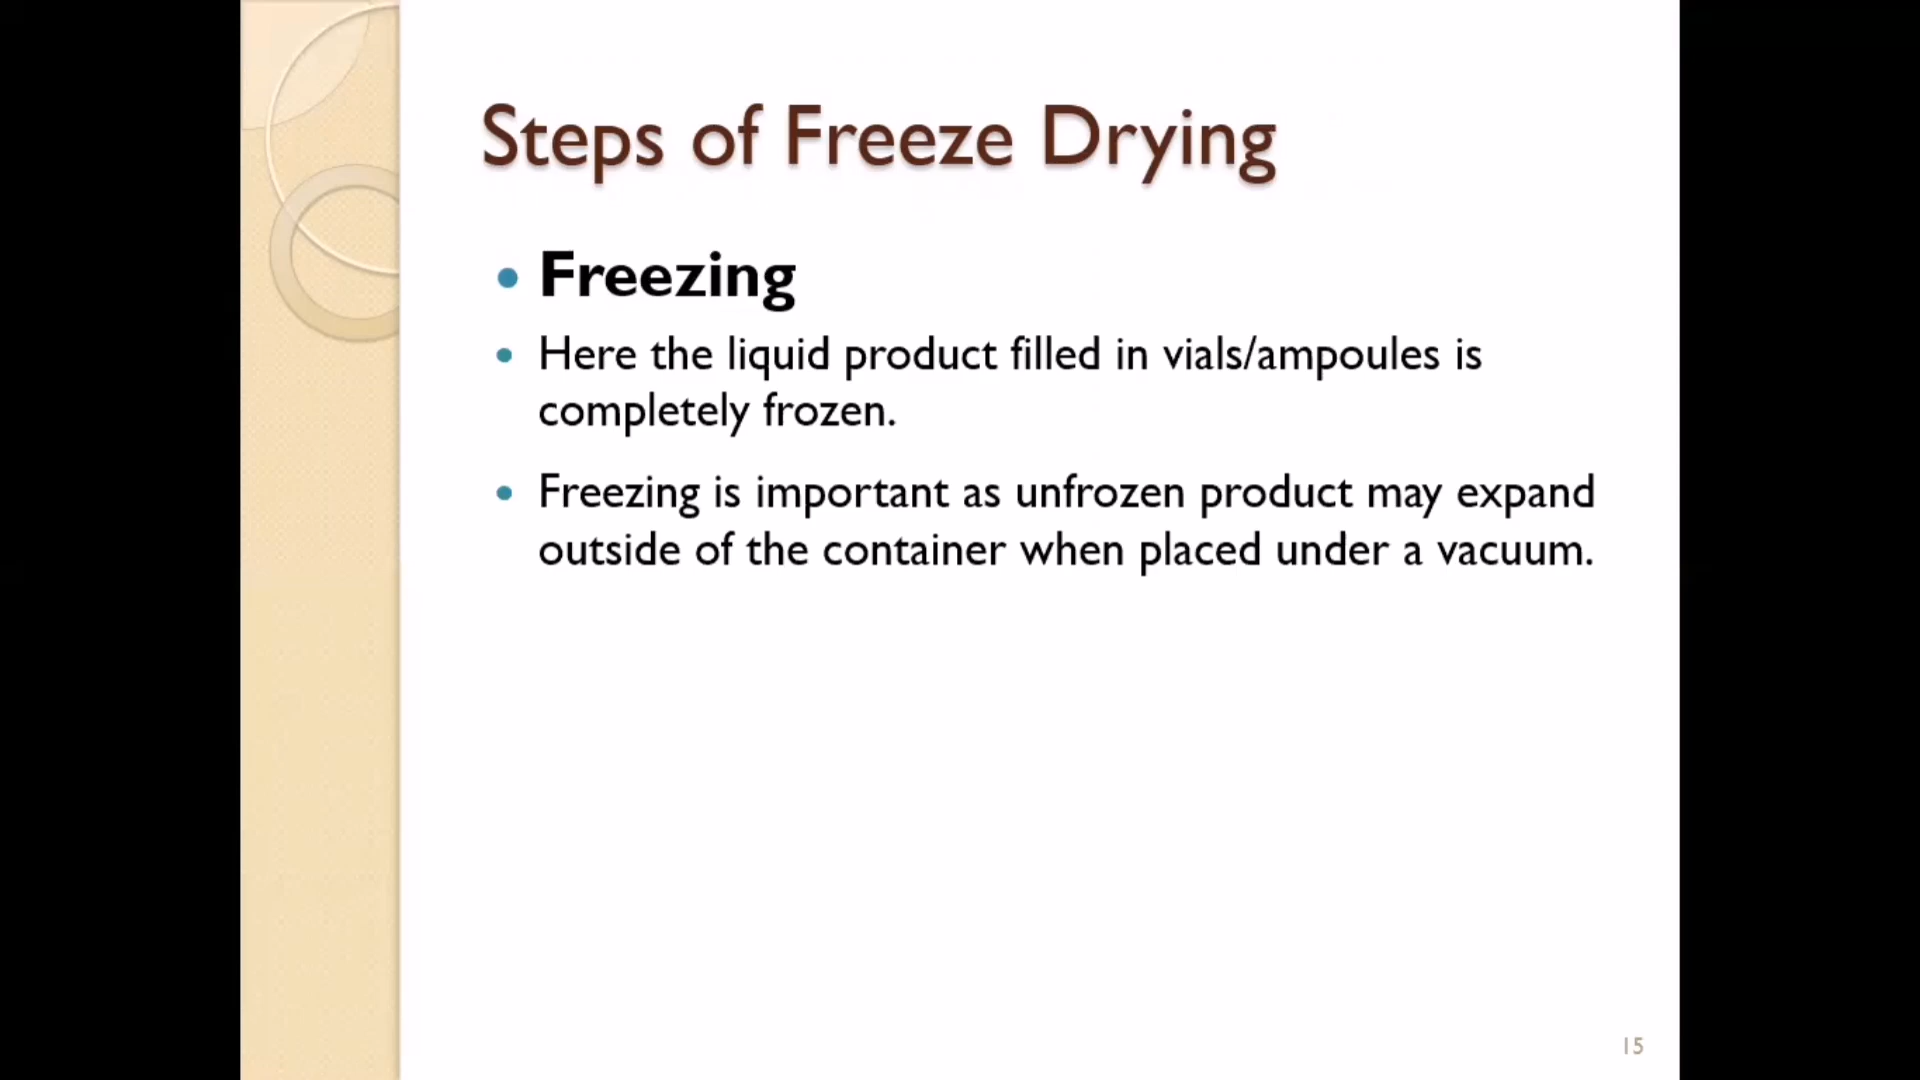 Steps of Freeze Drying
• Freezing
• Here the liquid product filled in vials/ampoules is
completely frozen.
• Freezing is important as unfrozen product may expand
outside of the container when placed under a vacuum.
15